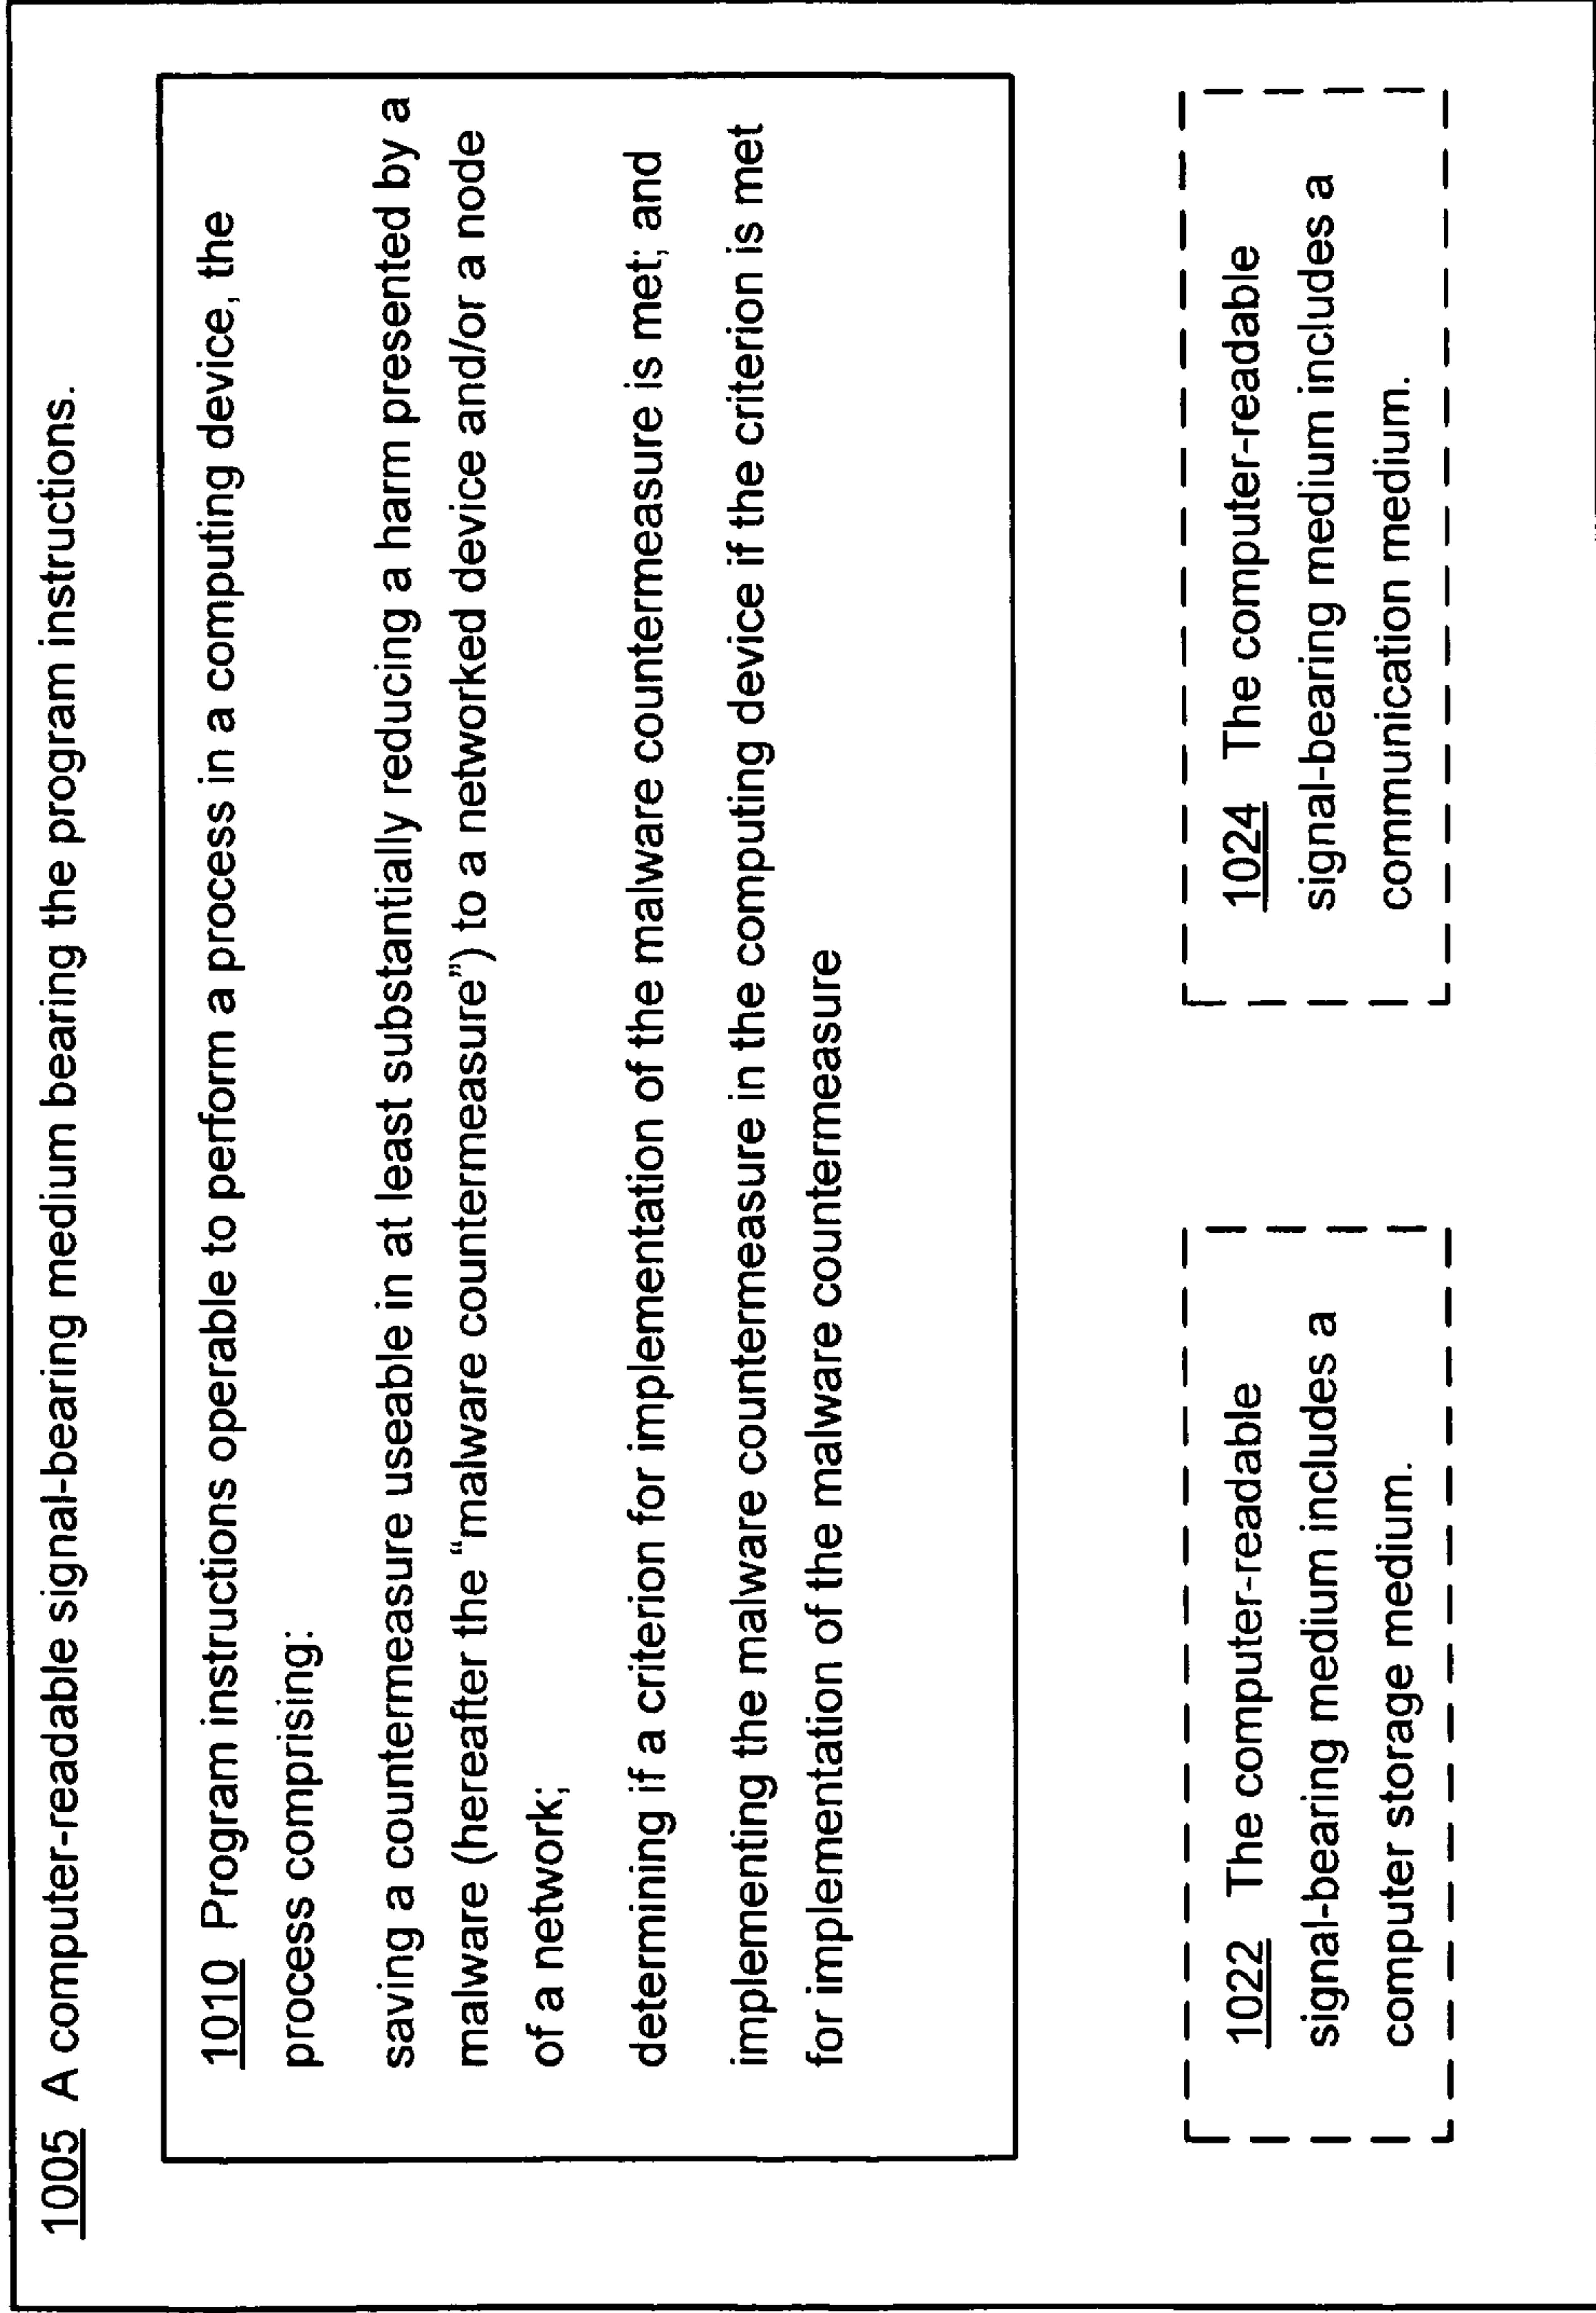 1005 A computer-readable signal-bearing medium bearing the program instructions.
1010 Program instructions operable to perform a process in a computing device, the
process comprising:
saving a countermeasure useable in at least substantially reducing a harm presented by a
malware (hereafter the “malware countermeasure”) to a networked device and/or a node
of a network;
determining if a criterion for implementation of the malware countermeasure is met; and
implementing the malware countermeasure in the computing device if the criterion is met
for implementation of the malware countermeasure
1022 The computer-readable
signal-bearing medium includes a
computer storage medium.
1024 The computer-readable
signal-bearing medium includes a
communication medium.